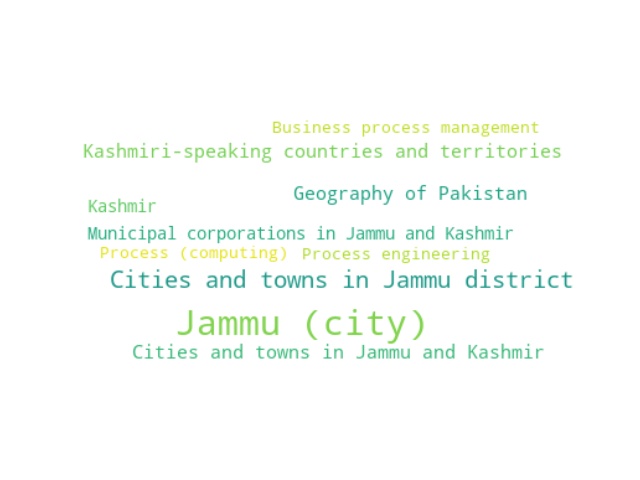 Business process management
Kashmiri-speaking countries and territories
Geography of Pakistan
Kashmir
Municipal corporations in Jammu and Kashmir
Process (computing) Process engineering
Cities and towns in Jammu district
Jammu (city)
Cities and towns in Jammu and Kashmir